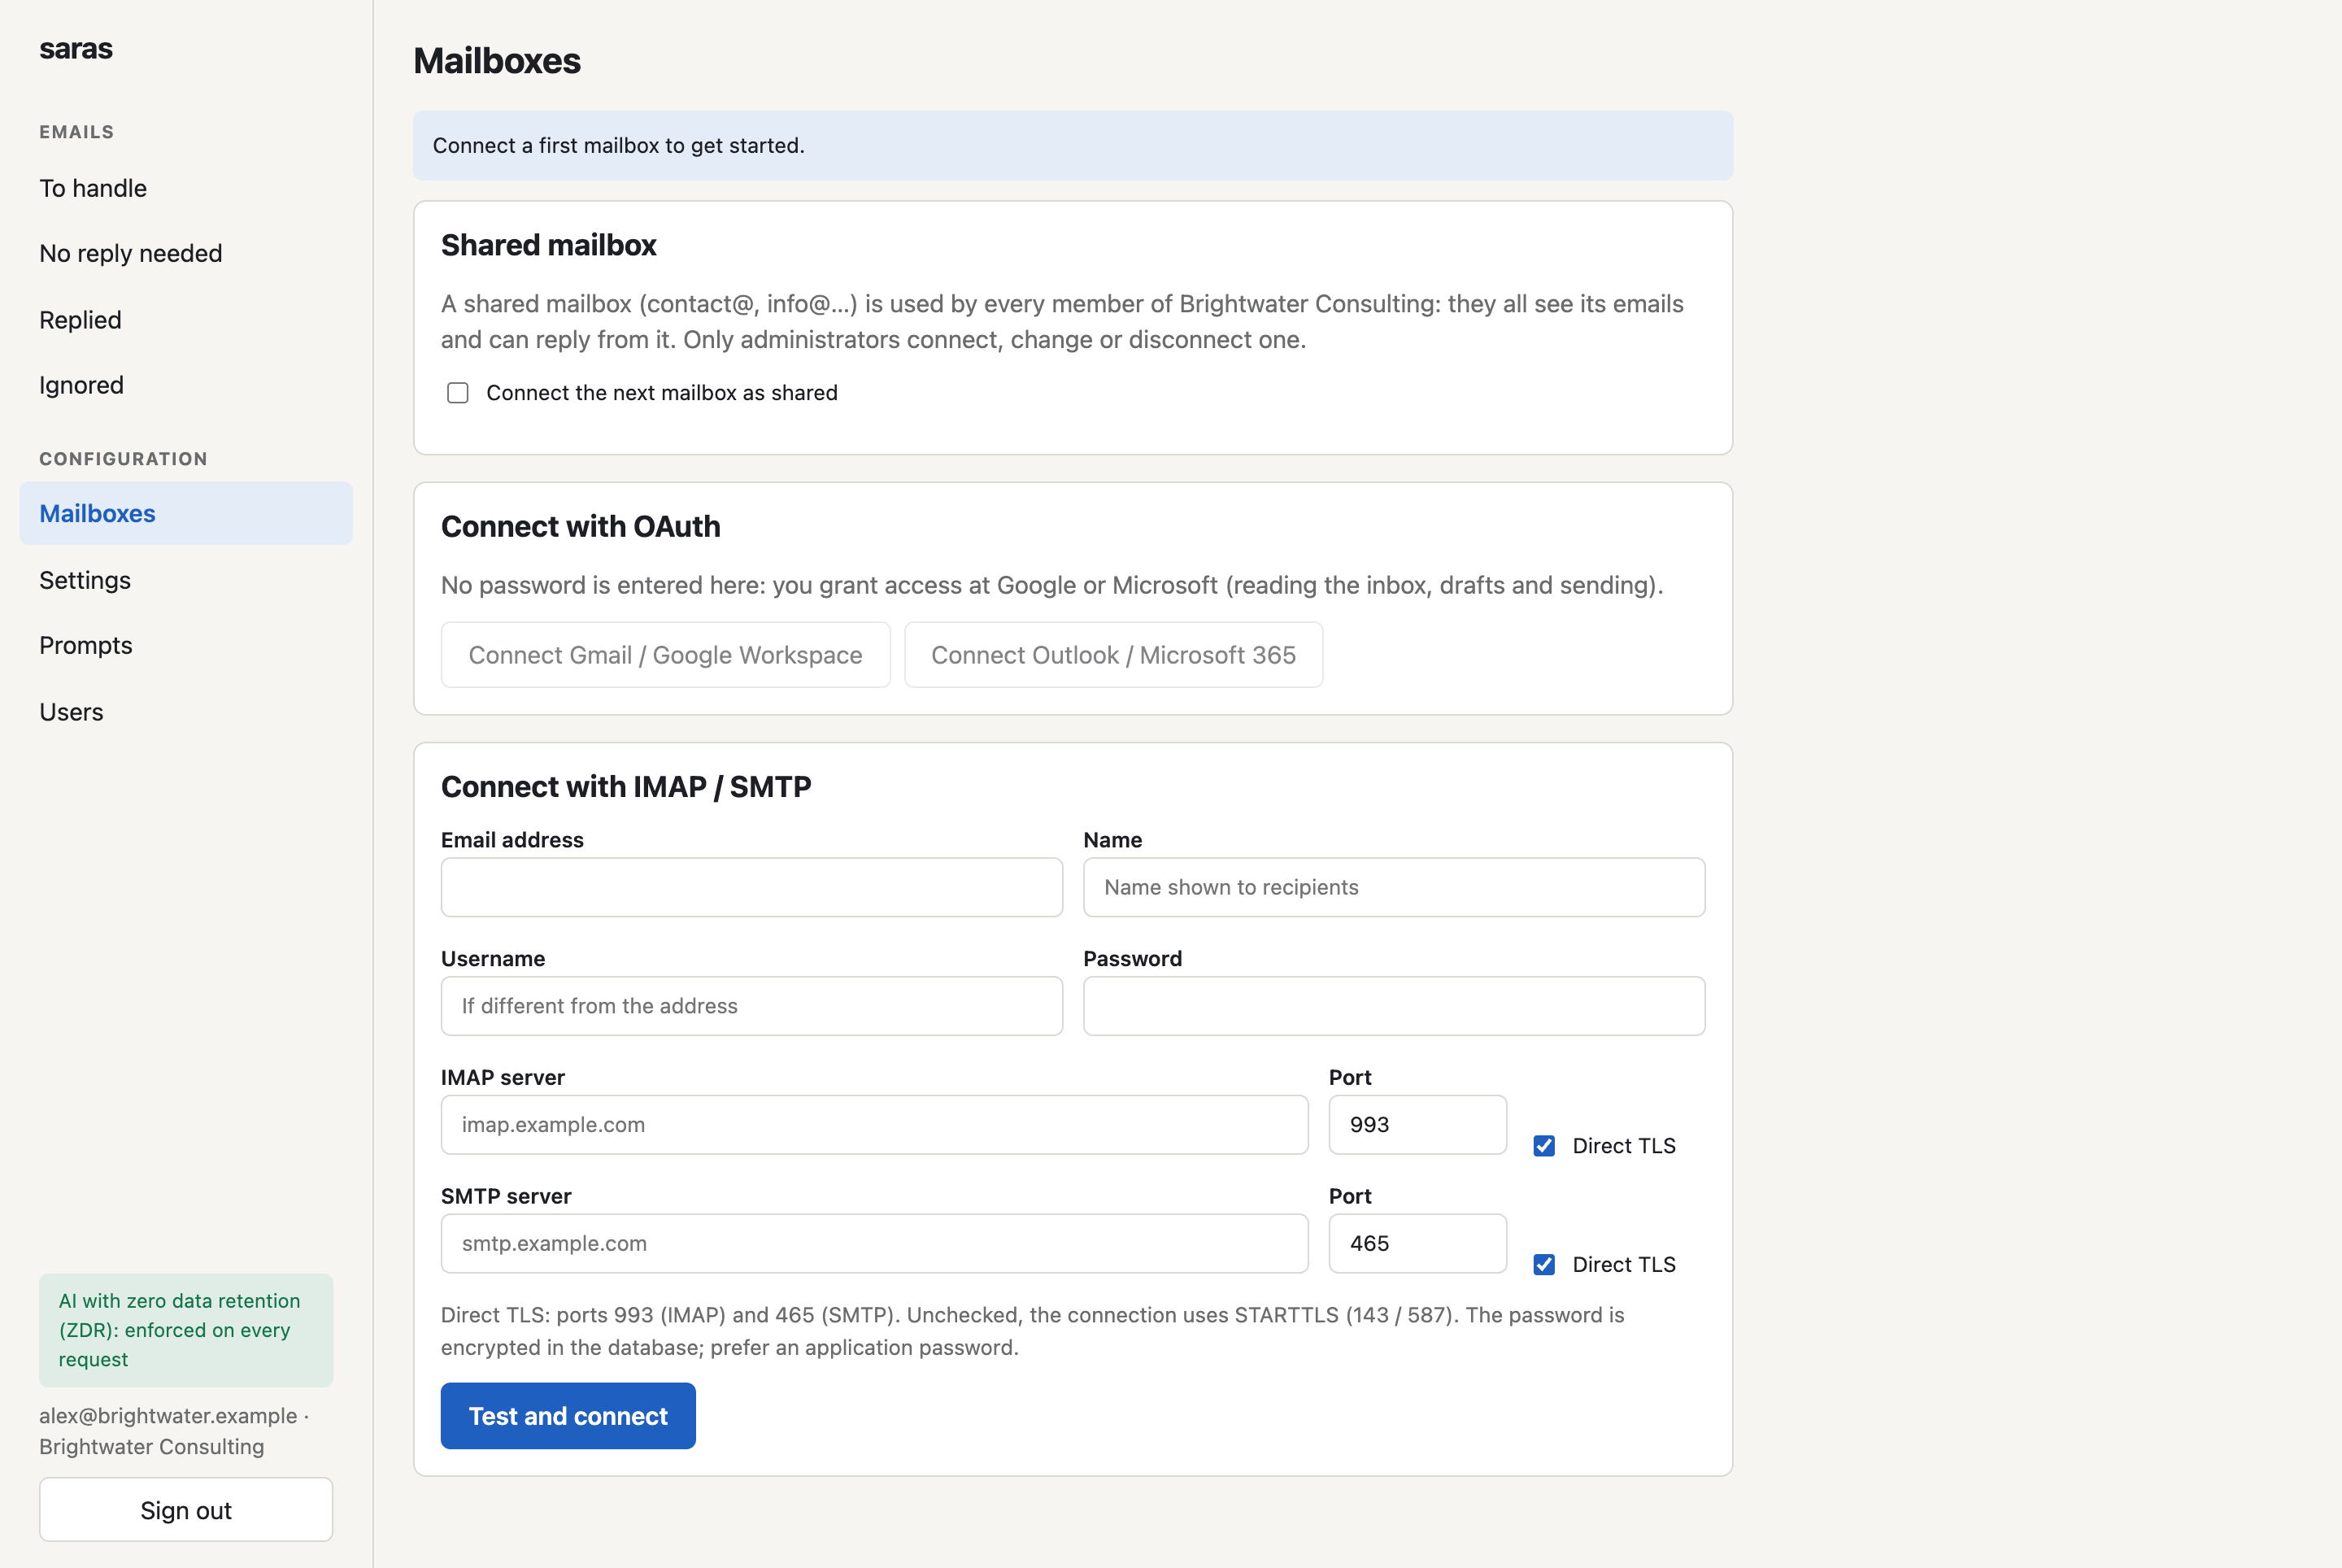 saras
EMAILS
To handle
No reply needed
Replied
Ignored
CONFIGURATION
Mailboxes
Settings
Prompts
Users
AI with zero data retention
(ZDR): enforced on every
request
alex@brightwater.example ·
Brightwater Consulting
Sign out
Mailboxes
Connect a first mailbox to get started.
Shared mailbox
A shared mailbox (contact@, info@...) is used by every member of Brightwater Consulting: they all see its emails
and can reply from it. Only administrators connect, change or disconnect one.
Connect the next mailbox as shared
Connect with OAuth
No password is entered here: you grant access at Google or Microsoft (reading the inbox, drafts and sending).
Connect Gmail / Google Workspace
Connect Outlook / Microsoft 365
Connect with IMAP / SMTP
Email address
Name
Name shown to recipients
Username
If different from the address
Password
IMAP server
imap.example.com
Port
993
Direct TLS
SMTP server
smtp.example.com
Port
465
Direct TLS
Direct TLS: ports 993 (IMAP) and 465 (SMTP). Unchecked, the connection uses STARTTLS (143 / 587). The password is
encrypted in the database; prefer an application password.
Test and connect